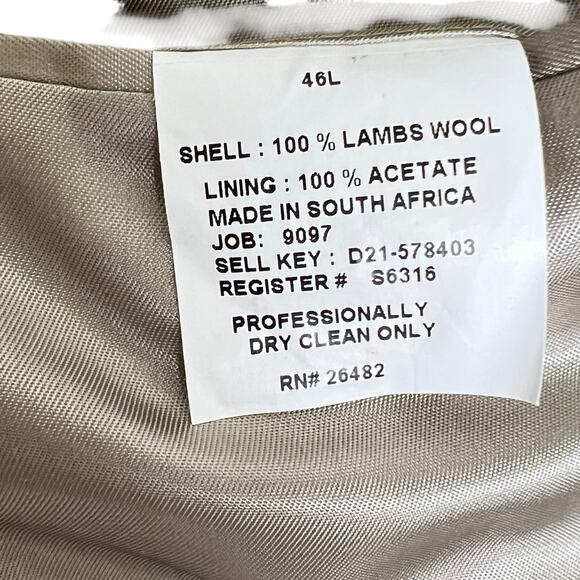 46L
SHELL : 100 % LAMBS WOOL
LINING : 100 % ACETATE
MADE IN SOUTH AFRICA
JOB: 9097
SELL KEY : D21-578403
REGISTER # S6316
PROFESSIONALLY
DRY CLEAN ONLY
RN# 26482